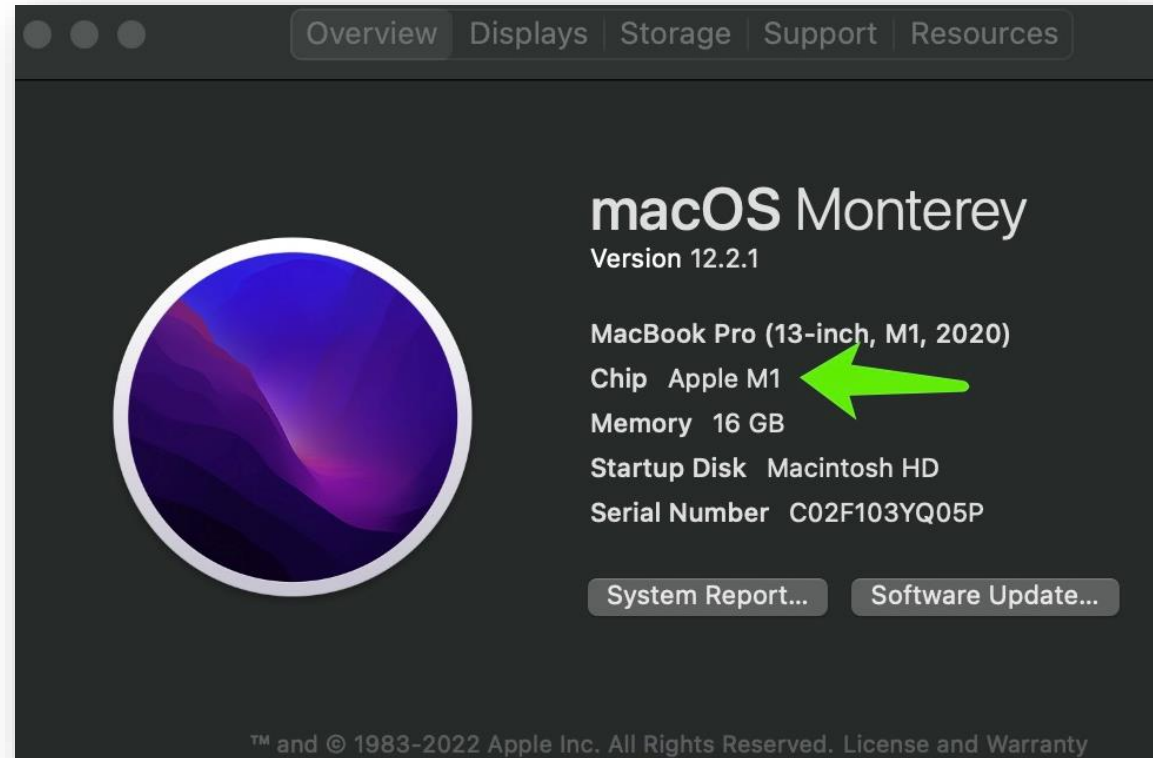 Overview Displays Storage Support Resources
macOS Monterey
Version 12.2.1
MacBook Pro (13-inch, M1, 2020)
Chip Apple M1
Memory 16 GB
Startup Disk Macintosh HD
Serial Number C02F103YQ05P
System Report... Software Update...
™ and © 1983-2022 Apple Inc. All Rights Reserved. License and Warranty